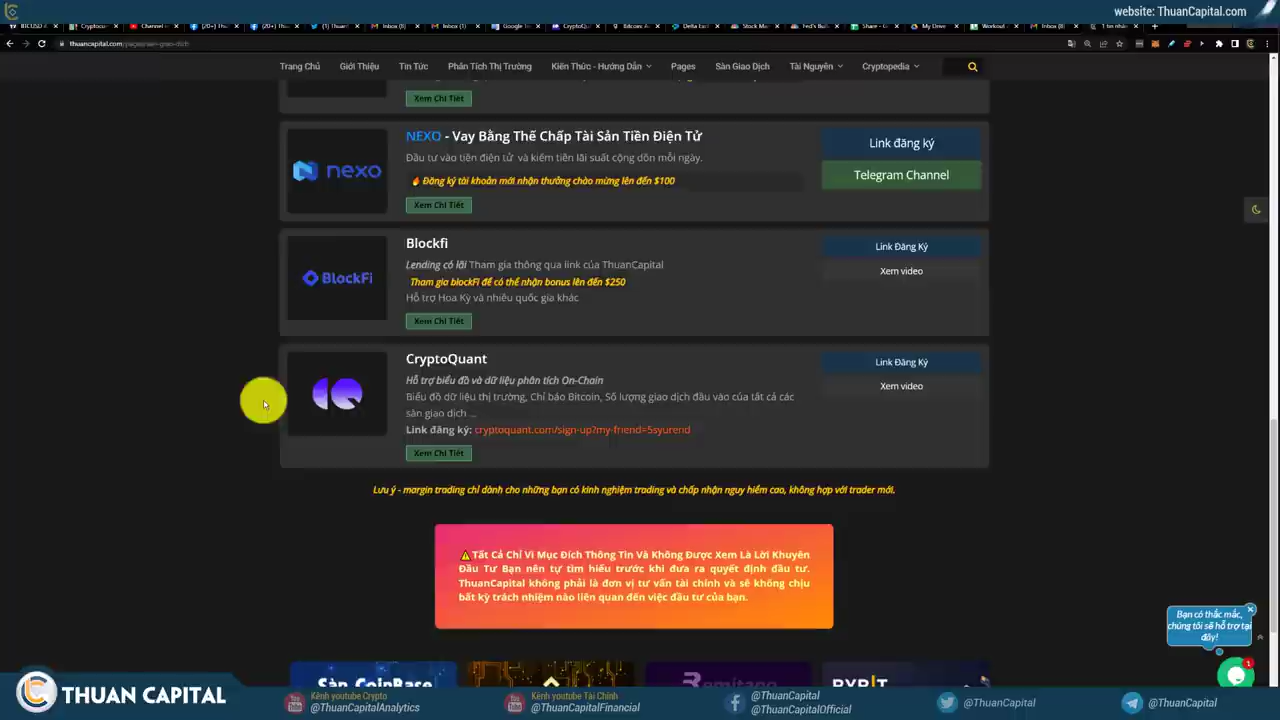 website: ThuanCapital.com
thuancapital.com/pages/san-giao-dich
Trang Chủ
Giới Thiệu
Tin Tức
Phân Tích Thị Trường
Kiến Thức - Hướng Dẫn
Pages
Sàn Giao Dịch
Tài Nguyên
Cryptopedia
Xem Chi Tiết
nexo
NEXO - Vay Bằng Thế Chấp Tài Sản Tiền Điện Tử
Đầu tư vào tiền điện tử và kiếm tiền lãi suất cộng dồn mỗi ngày.
🔥 Đăng ký tài khoản mới nhận thưởng chào mừng lên đến $100
Xem Chi Tiết
Link đăng ký
Telegram Channel
BlockFi
Blockfi
Lending có lãi Tham gia thông qua link của ThuanCapital
Tham gia blockFi để có thể nhận bonus lên đến $250
Hỗ trợ Hoa Kỳ và nhiều quốc gia khác
Xem Chi Tiết
Link Đăng Ký
Xem video
CryptoQuant
Hỗ trợ biểu đồ và dữ liệu phân tích On-Chain
Biểu đồ dữ liệu thị trường, Chỉ báo Bitcoin, Số lượng giao dịch đầu vào của tất cả các
sàn giao dịch ...
Link đăng ký: cryptoquant.com/sign-up?my-friend=5syurend
Xem Chi Tiết
Link Đăng Ký
Xem video
Lưu ý - margin trading chỉ dành cho những bạn có kinh nghiệm trading và chấp nhận nguy hiểm cao, không hợp với trader mới.
⚠Tất Cả Chỉ Vì Mục Đích Thông Tin Và Không Được Xem Là Lời Khuyên
Đầu Tư Bạn nên tự tìm hiểu trước khi đưa ra quyết định đầu tư.
ThuanCapital không phải là đơn vị tư vấn tài chính và sẽ không chịu
bất kỳ trách nhiệm nào liên quan đến việc đầu tư của bạn.
Bạn có thắc mắc,
chúng tôi sẽ hỗ trợ tại
đây!
1
Sàn CoinBase
Remitano
BYBIT
THUAN CAPITAL
Kênh youtube Crypto
@ThuanCapitalAnalytics
Kênh youtube Tài Chính
@ThuanCapitalFinancial
@ThuanCapital
@ThuanCapitalOfficial
@ThuanCapital
@ThuanCapital